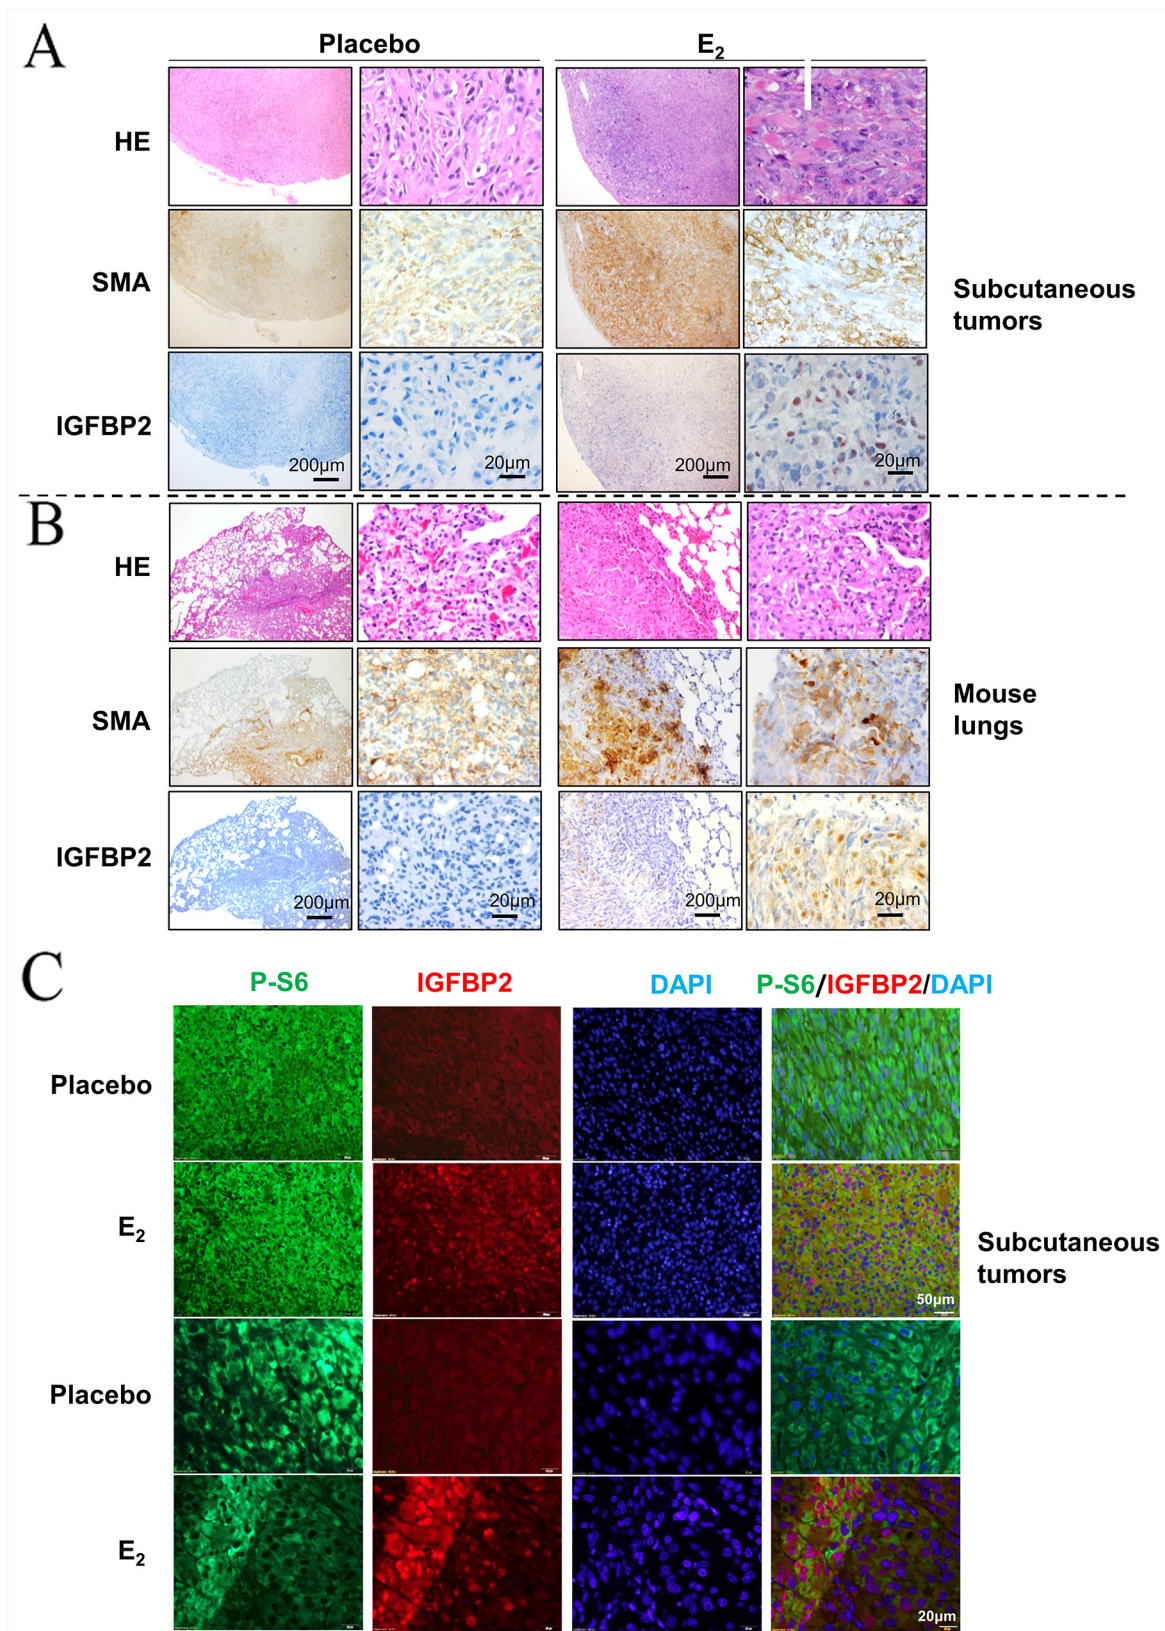 A
Placebo
E2
HE
SMA
IGFBP2
200µm
20µm
200µm
20µm
Subcutaneous
tumors
B
HE
SMA
IGFBP2
200µm
20µm
200µm
20µm
Mouse
lungs
C
P-S6
IGFBP2
DAPI
P-S6/IGFBP2/DAPI
Placebo
E2
50µm
Placebo
E2
20µm
Subcutaneous
tumors